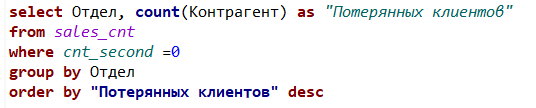 select Отдел, count(Контрагент) as "Потерянных клиентов"
from sales_cnt
where cnt_second =0
group by Отдел
order by "Потерянных клиентов" desc